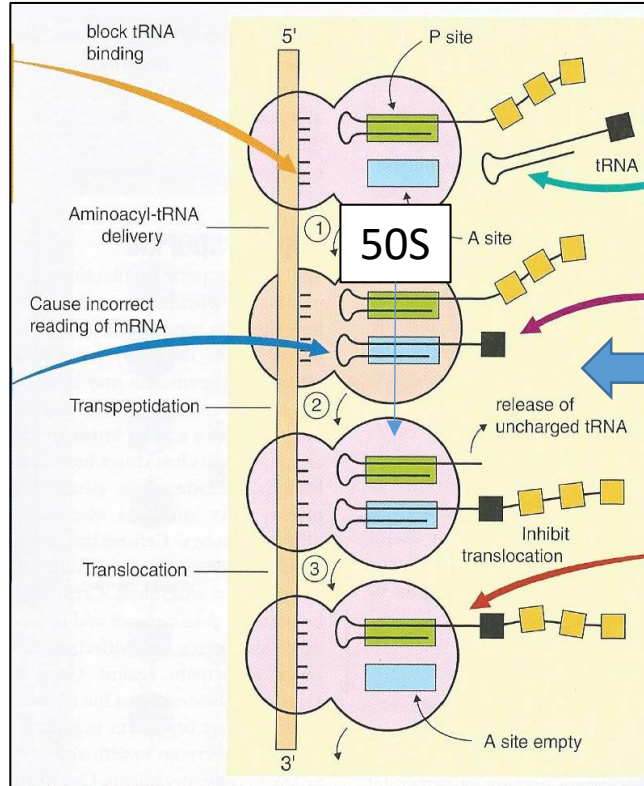 block tRNA
binding
5'
P site
tRNA
Aminoacyl-tRNA
delivery
1
50S
A site
Cause incorrect
reading of mRNA
Transpeptidation
2
release of
uncharged tRNA
Inhibit
translocation
Translocation
3
A site empty
3'